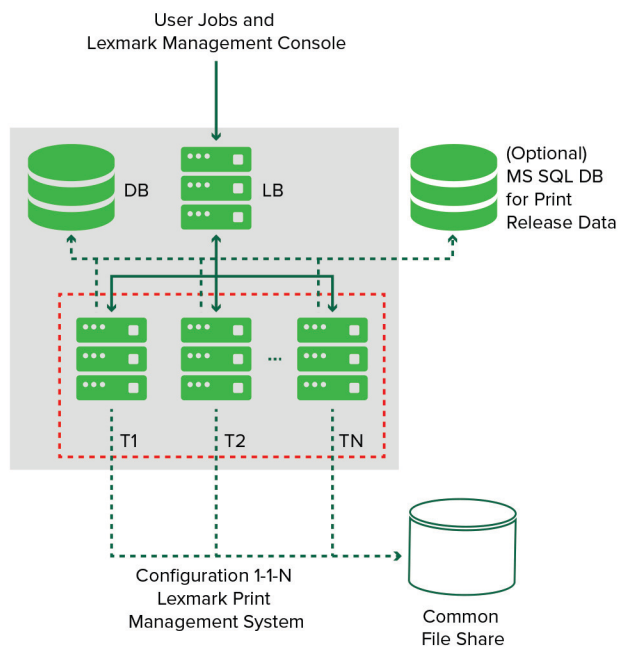 User Jobs and
Lexmark Management Console
DB
LB
(Optional)
MS SQL DB
for Print
Release Data
...
T1
T2
TN
Configuration 1-1-N
Lexmark Print
Management System
Common
File Share